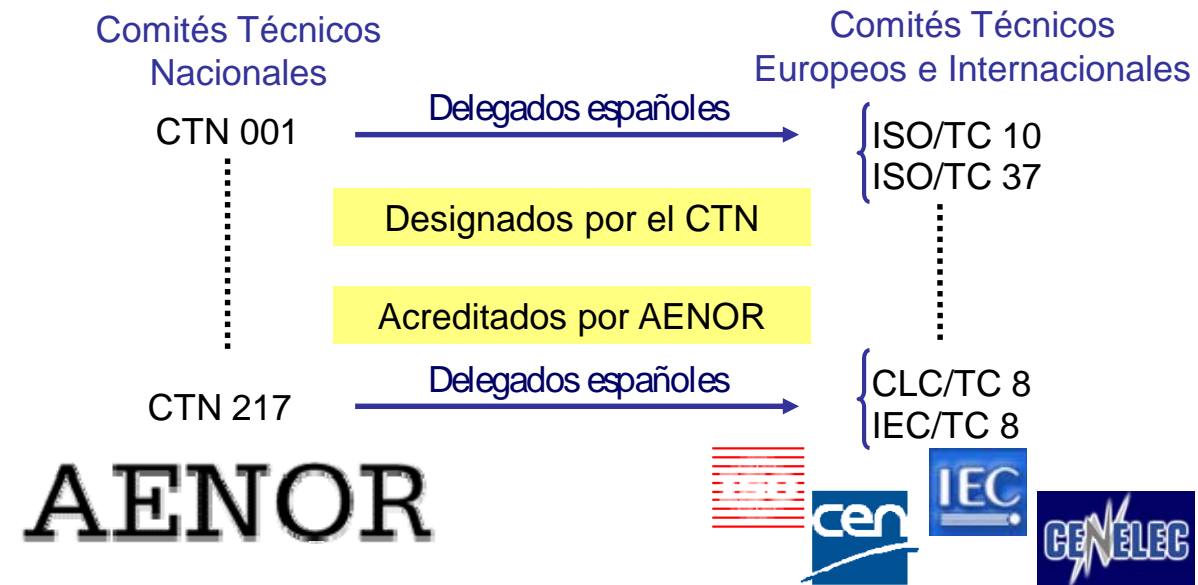 Comités Técnicos
Nacionales
Comités Técnicos
Europeos e Internacionales
CTN 001
Delegados españoles
ISO/TC 10
ISO/TC 37
Designados por el CTN
Acreditados por AENOR
CTN 217
Delegados españoles
CLC/TC 8
IEC/TC 8
AENOR
ISO
cen
IEC
CENELEC